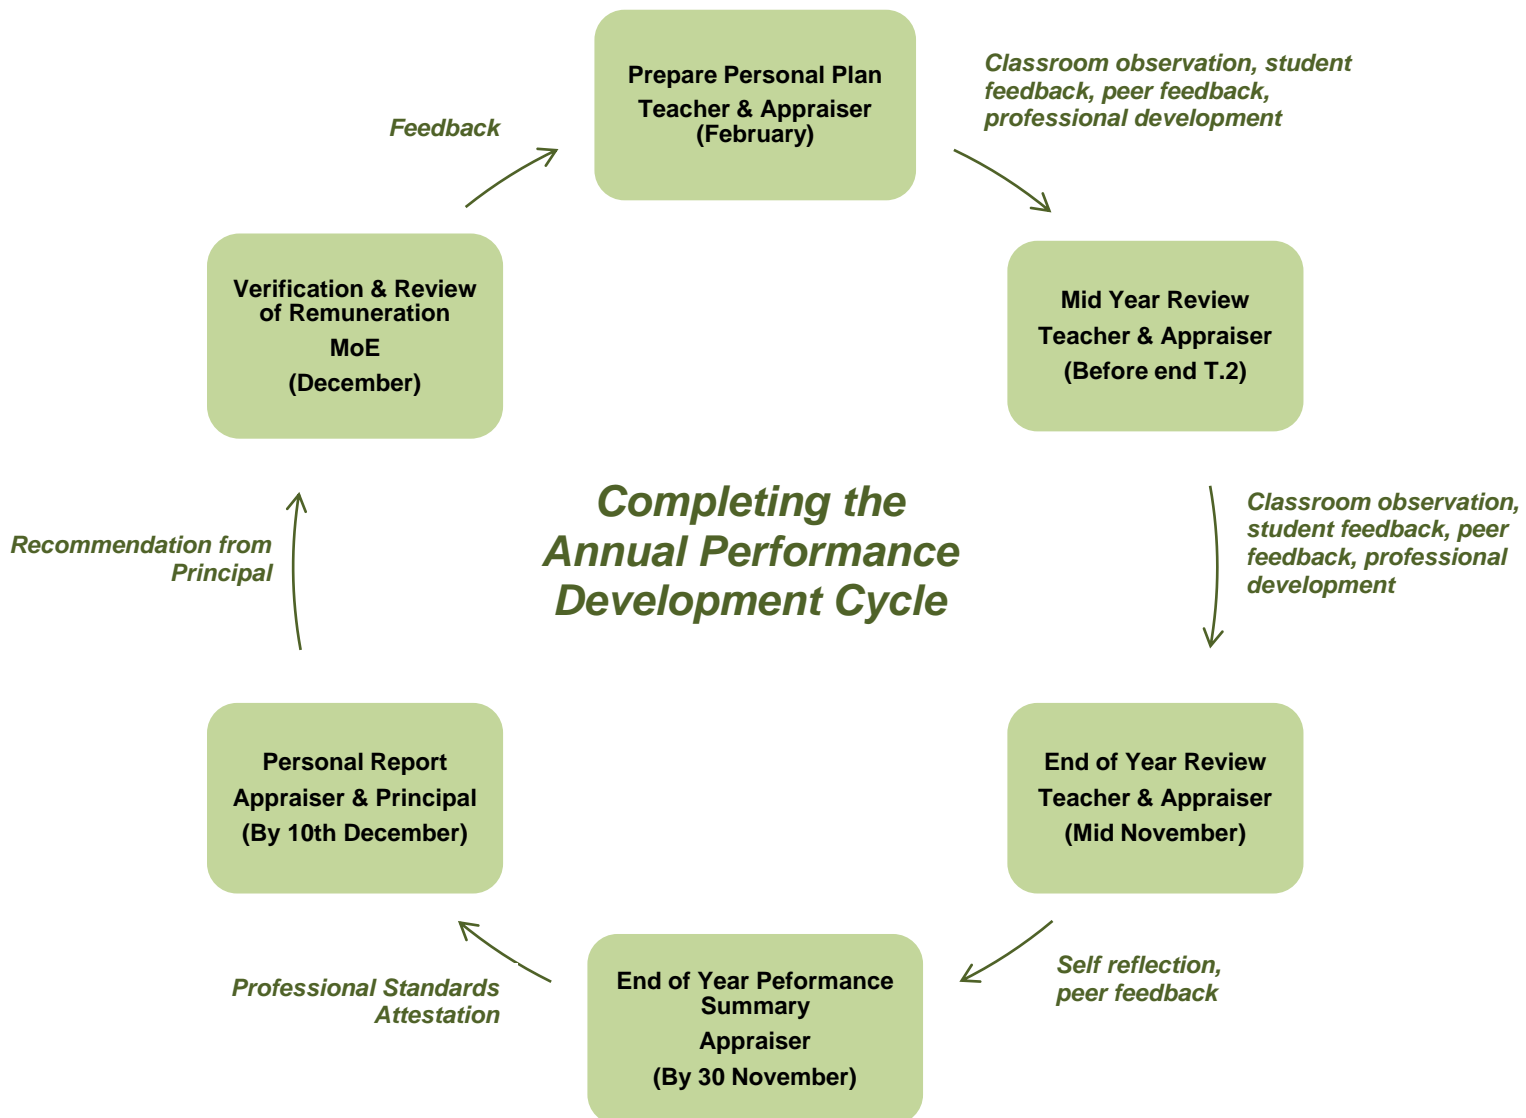 Prepare Personal Plan
Teacher & Appraiser
(February)
Classroom observation, student
feedback, peer feedback,
professional development
Mid Year Review
Teacher & Appraiser
(Before end T.2)
Classroom observation,
student feedback, peer
feedback, professional
development
End of Year Review
Teacher & Appraiser
(Mid November)
Self reflection,
peer feedback
End of Year Peformance
Summary
Appraiser
(By 30 November)
Professional Standards
Attestation
Personal Report
Appraiser & Principal
(By 10th December)
Recommendation from
Principal
Verification & Review
of Remuneration
MoE
(December)
Feedback
Completing the
Annual Performance
Development Cycle